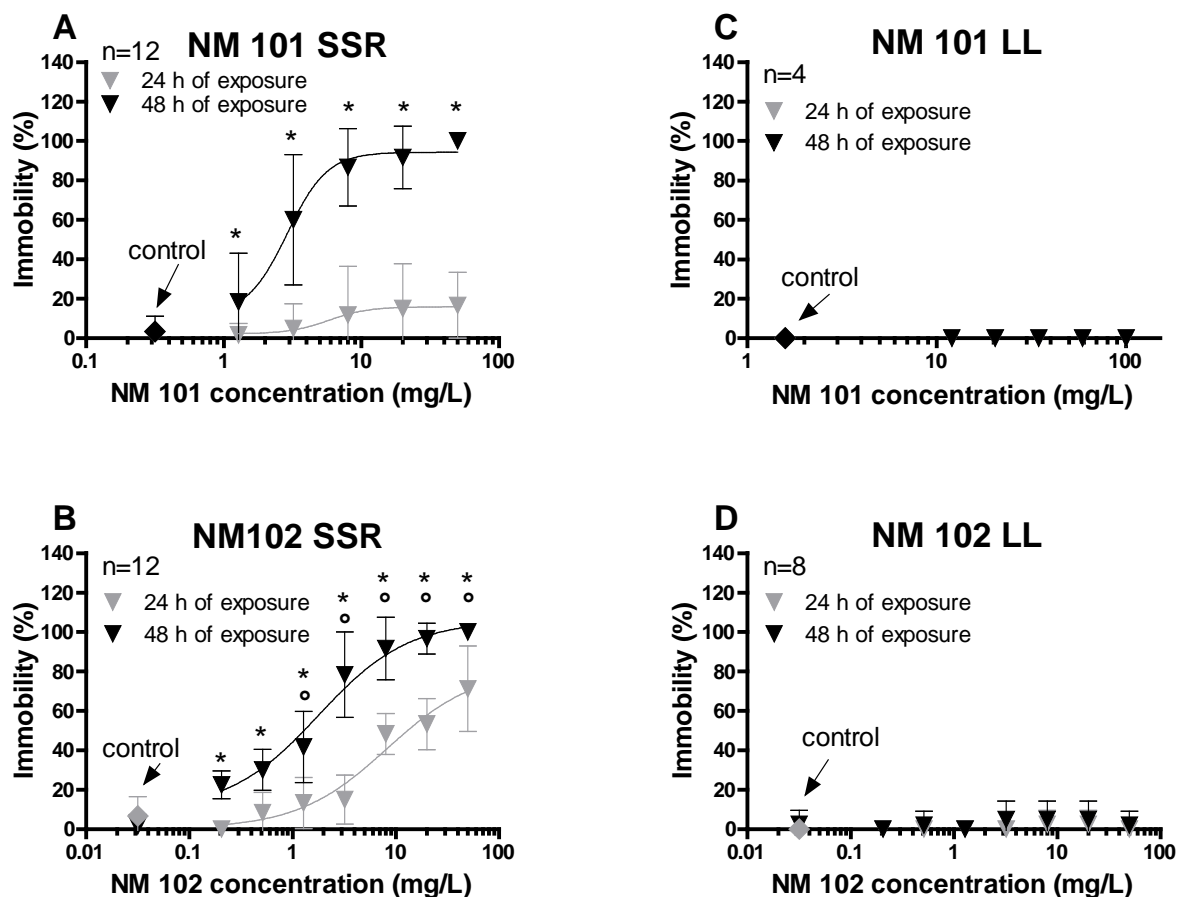 A
NM 101 SSR
n=12
24 h of exposure
48 h of exposure
140
120
100
80
60
40
20
0
Immobility (%)
* * * * *
control
0.1 1 10 100
NM 101 concentration (mg/L)
C
NM 101 LL
n=4
24 h of exposure
48 h of exposure
140
120
100
80
60
40
20
0
Immobility (%)
control
1 10 100
NM 101 concentration (mg/L)
B
NM102 SSR
n=12
24 h of exposure
48 h of exposure
140
120
100
80
60
40
20
0
Immobility (%)
* * * * * * *
control
0.01 0.1 1 10 100
NM 102 concentration (mg/L)
D
NM 102 LL
n=8
24 h of exposure
48 h of exposure
140
120
100
80
60
40
20
0
Immobility (%)
control
0.01 0.1 1 10 100
NM 102 concentration (mg/L)